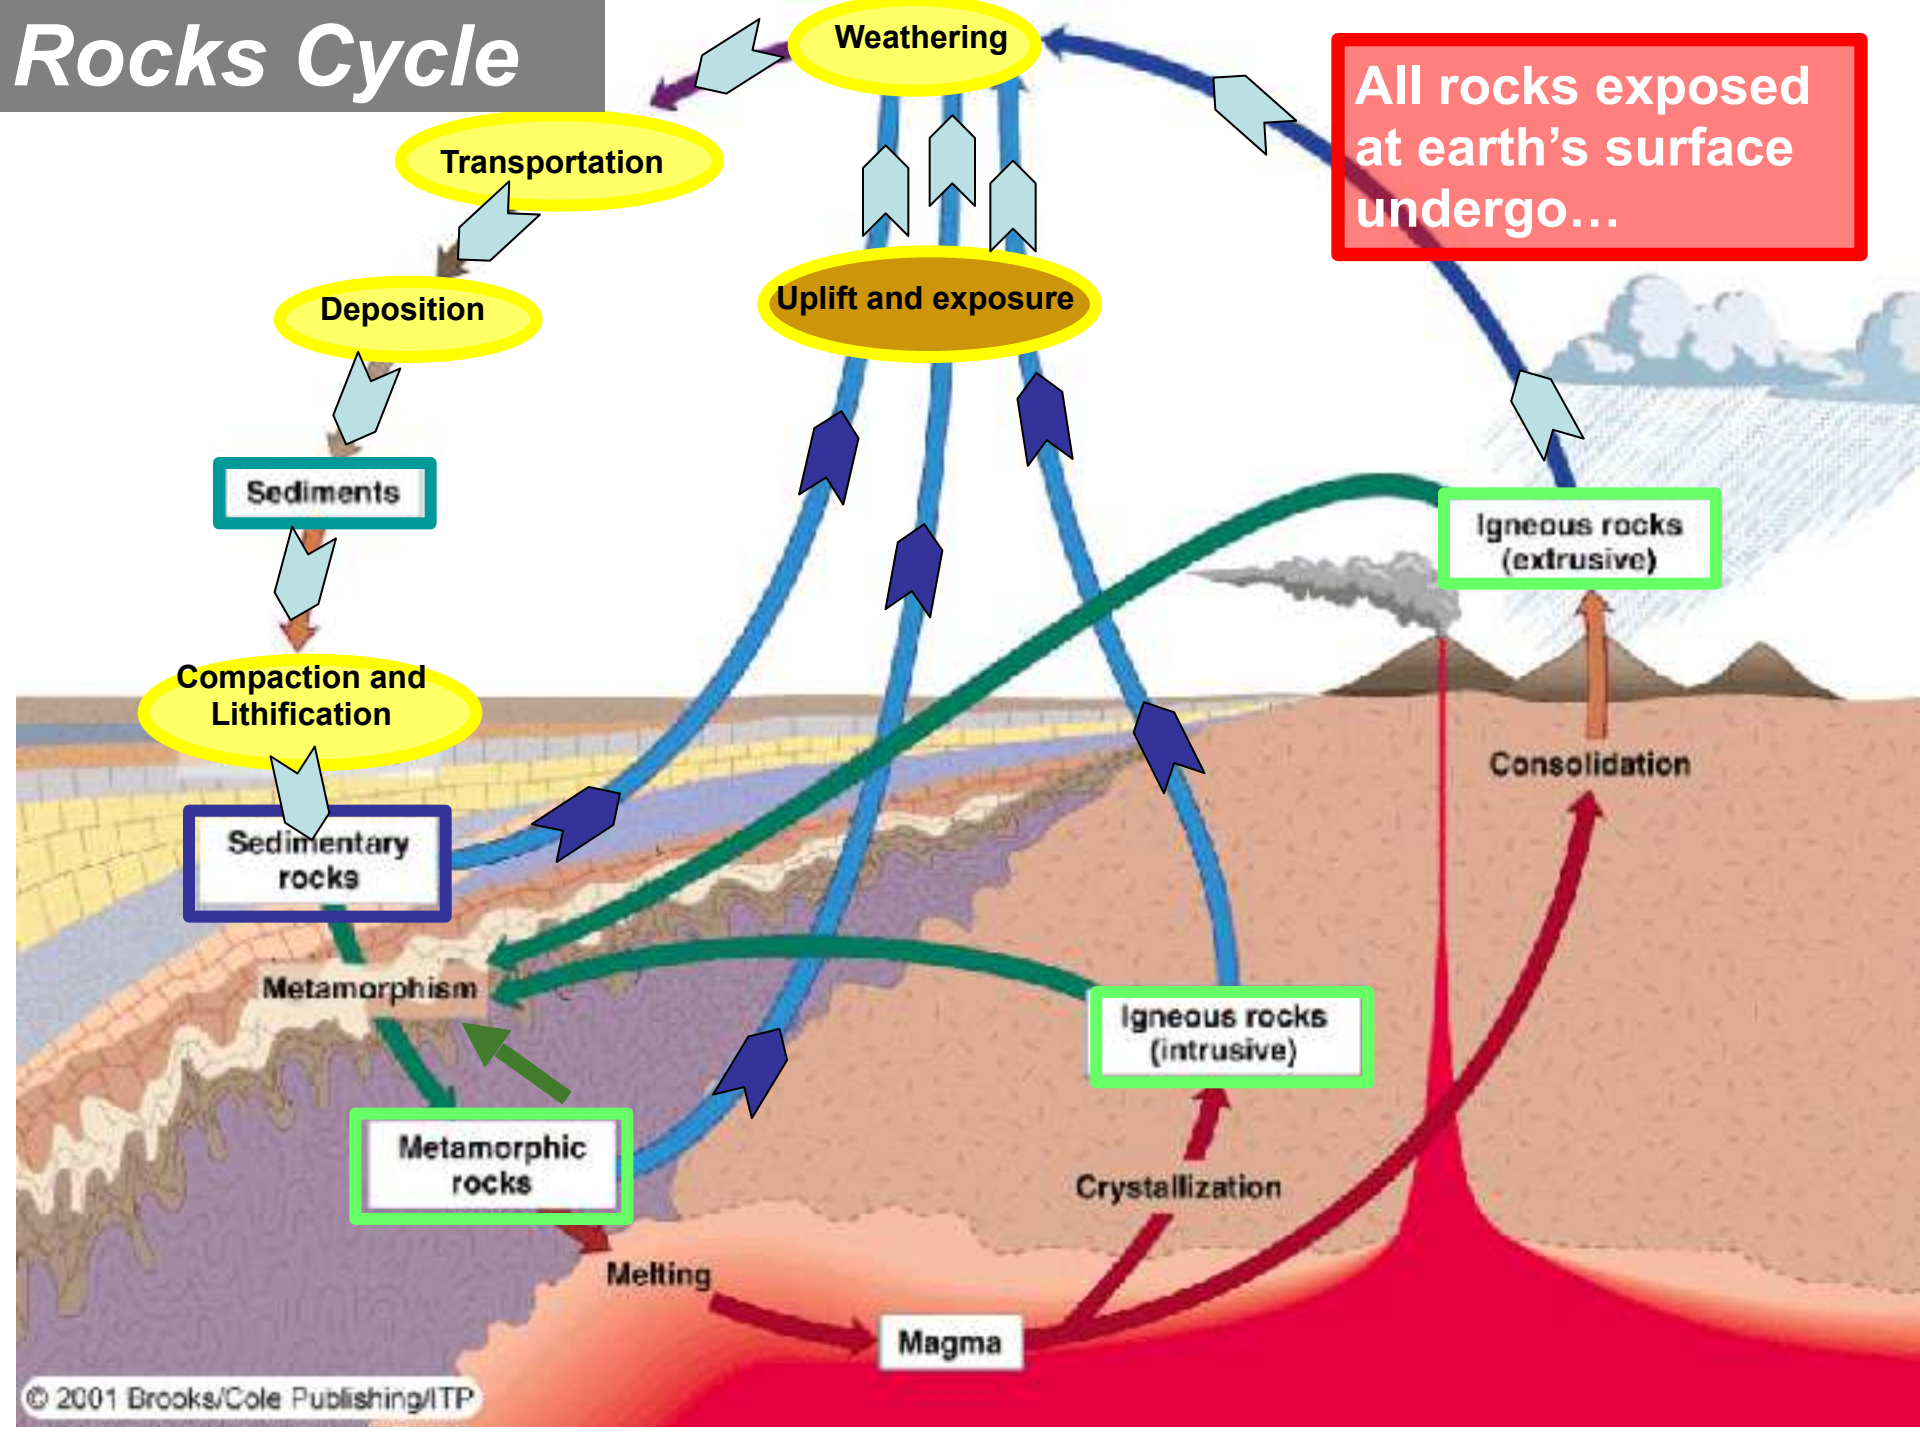 Rocks Cycle
Weathering
All rocks exposed
at earth's surface
undergo...
Transportation
Deposition
Uplift and exposure
Sediments
Igneous rocks
(extrusive)
Compaction and
Lithification
Consolidation
Sedimentary
rocks
Metamorphism
Igneous rocks
(intrusive)
Metamorphic
rocks
Crystallization
Melting
Magma
© 2001 Brooks/Cole Publishing/ITP